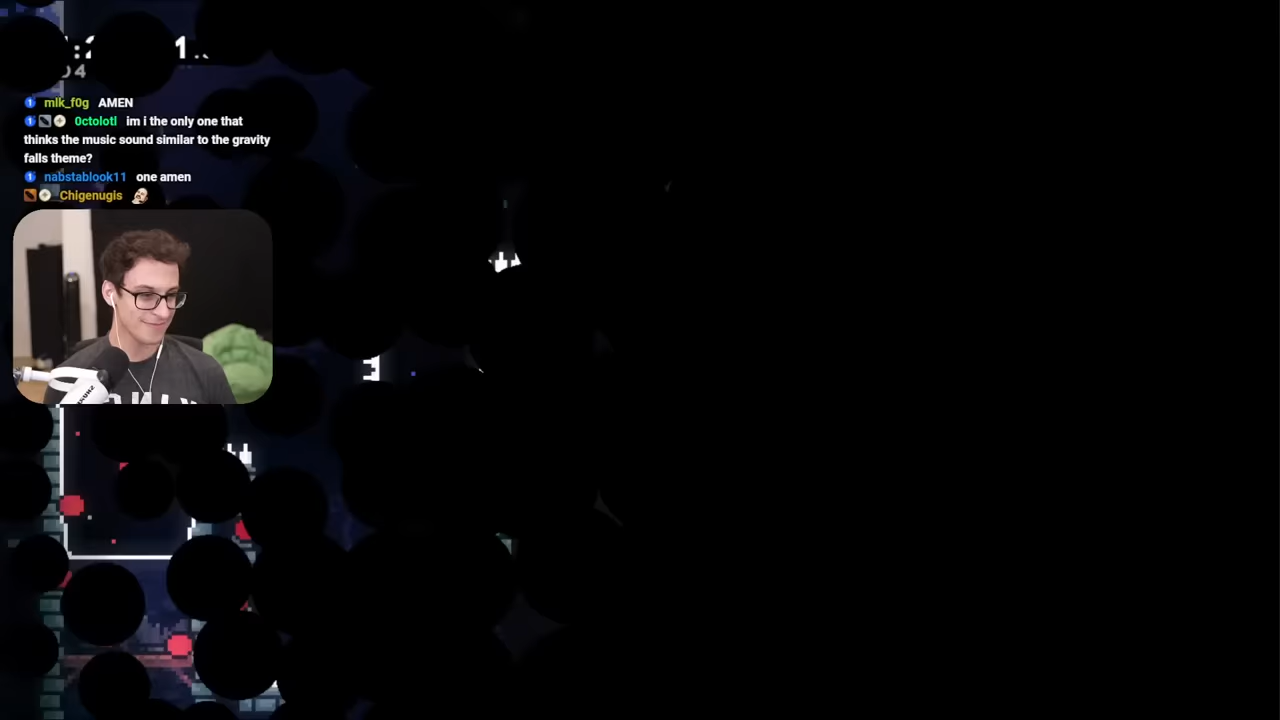 mlk_f0g AMEN
0ctolotl im i the only one that
thinks the music sound similar to the gravity
falls theme?
nabstablook11 one amen
Chigenugis